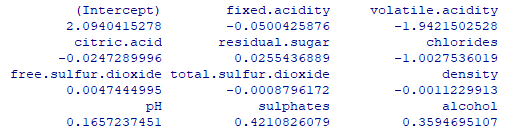 (Intercept) fixed.acidity volatile.acidity
2.0940415278 -0.0500425876 -1.9421502528
citric.acid residual.sugar chlorides
-0.0247289996 0.0255436889 -1.0027536019
free.sulfur.dioxide total.sulfur.dioxide density
0.0047444995 -0.0008796172 -0.0011229913
pH sulphates alcohol
0.1657237451 0.4210826079 0.3594695107